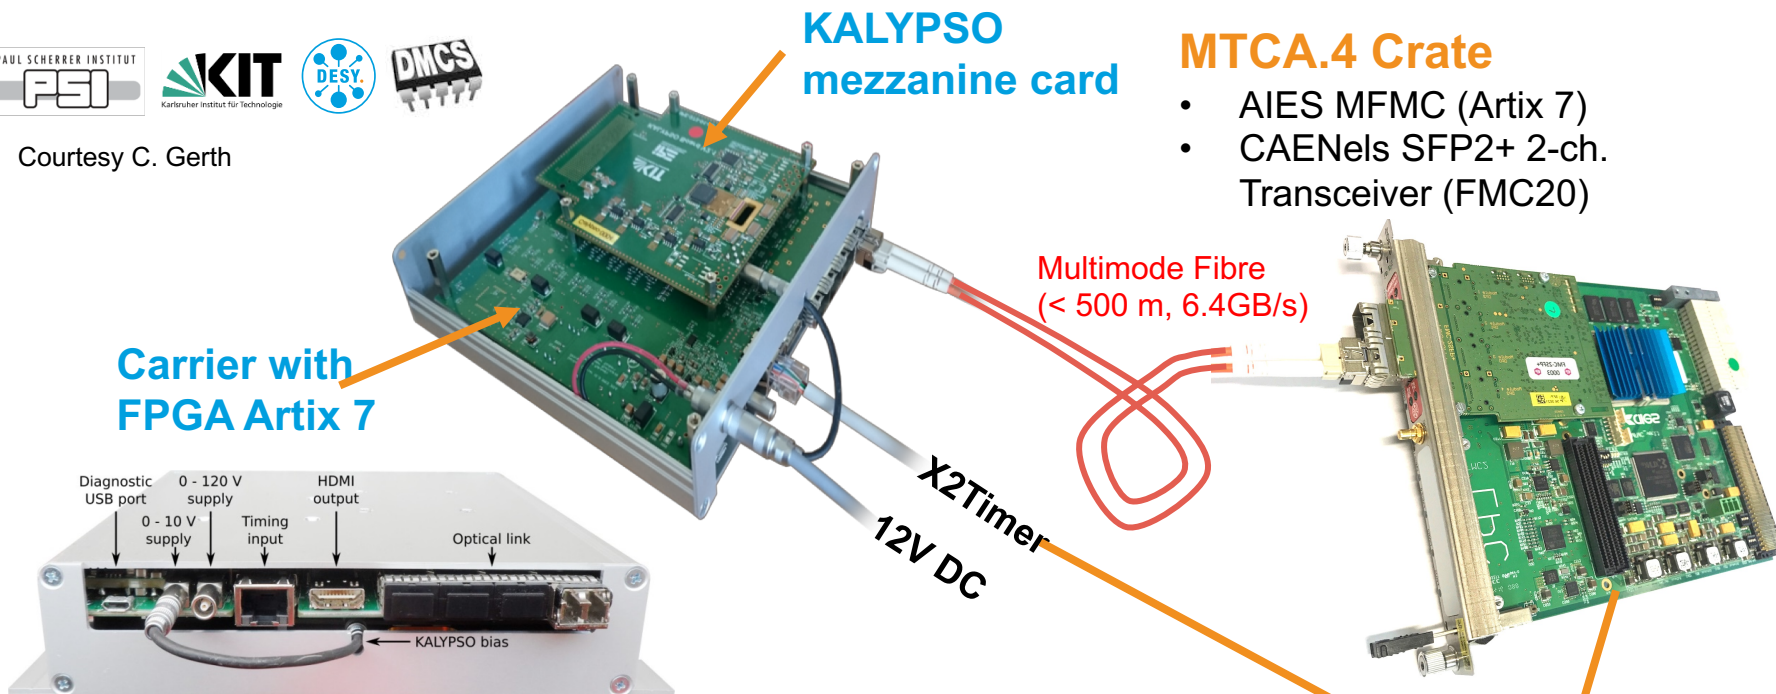 PAUL SCHERRER INSTITUT
PSI
KIT
Karlsruher Institut für Technologie
DESY.
DMCS
Courtesy C. Gerth
KALYPSO
mezzanine card
MTCA.4 Crate
• AIES MFMC (Artix 7)
• CAENels SFP2+ 2-ch.
Transceiver (FMC20)
Multimode Fibre
(< 500 m, 6.4GB/s)
Carrier with
FPGA Artix 7
X2Timer
12V DC
Diagnostic
USB port
0 - 120 V
supply
HDMI
output
0 - 10 V
supply
Timing
input
Optical link
KALYPSO bias